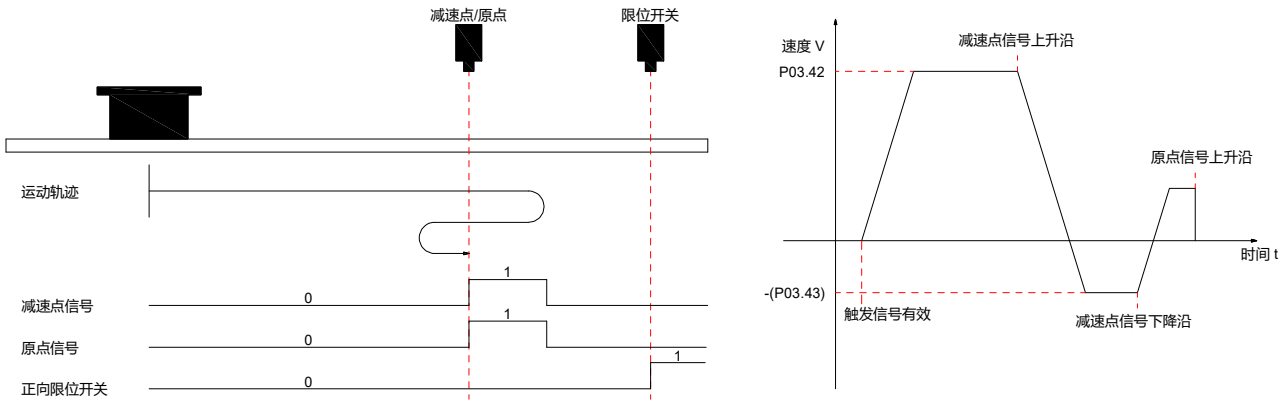 减速点/原点
限位开关
运动轨迹
减速点信号
0
1
原点信号
0
1
正向限位开关
0
1
速度 V
减速点信号上升沿
P03.42
原点信号上升沿
时间 t
-(P03.43)
触发信号有效
减速点信号下降沿